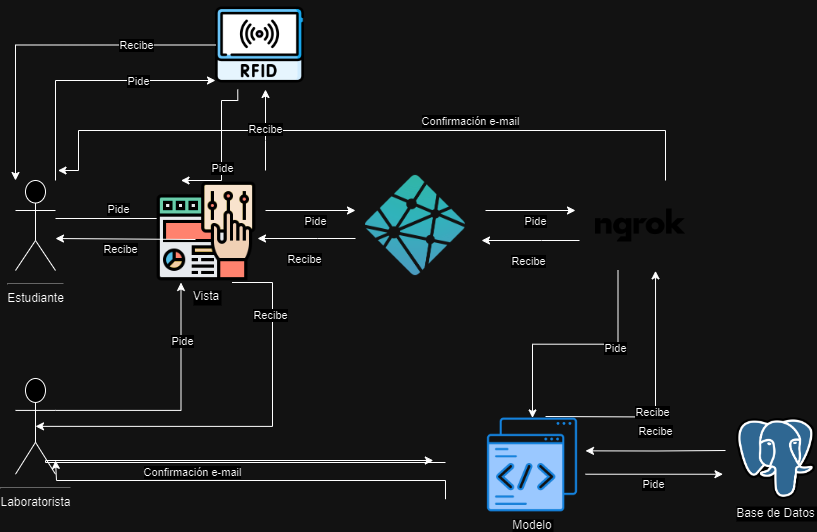 RFID
Recibe
Pide
Confirmación e-mail
Recibe
Pide
Pide
Pide
Pide
ngrok
Recibe
Recibe
Recibe
Estudiante
Vista
Recibe
Pide
Pide
Recibe
Recibe
Confirmación e-mail
Pide
Laboratorista
Modelo
Base de Datos